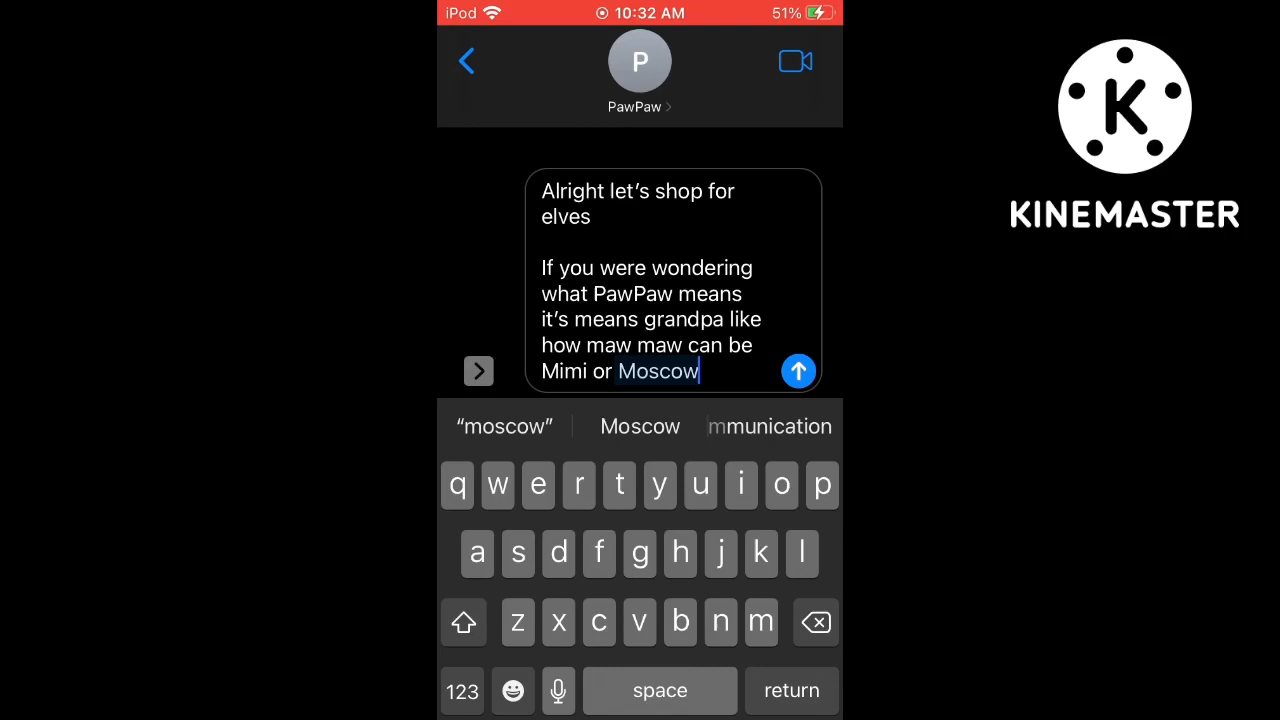 iPod 10:32 AM 51%
P
PawPaw
K
KINEMASTER
Alright let’s shop for
elves
If you were wondering
what PawPaw means
it’s means grandpa like
how maw maw can be
Mimi or Moscow
“moscow” Moscow mmunication
q w e r t y u i o p
a s d f g h j k l
z x c v b n m
123 space return